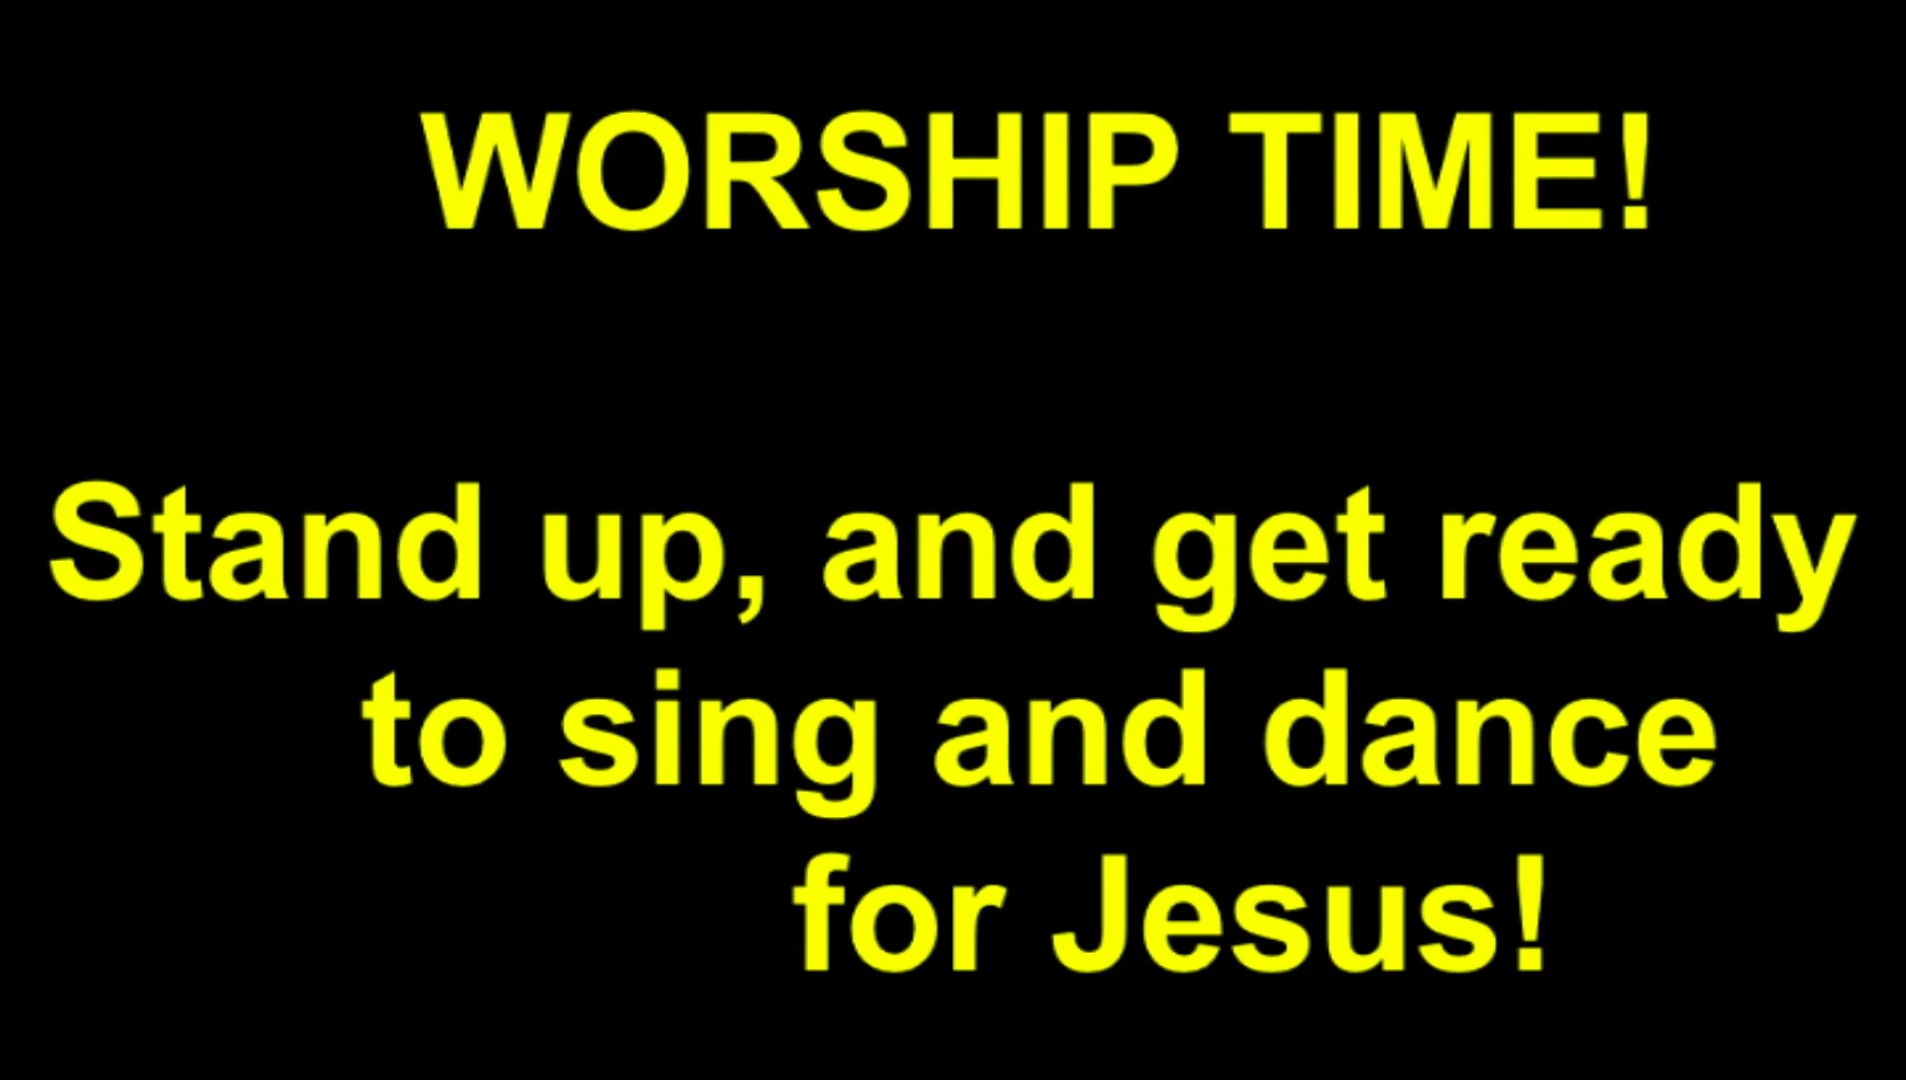 WORSHIP TIME!
Stand up, and get ready
to sing and dance
for Jesus!